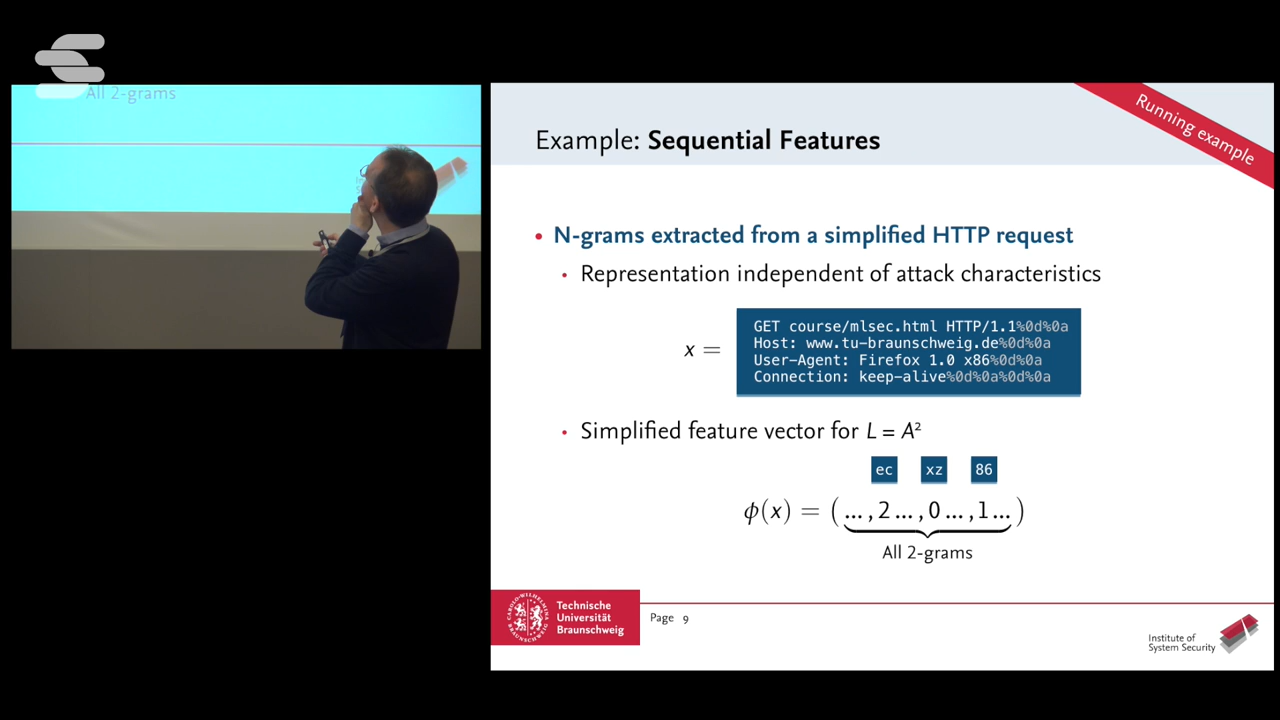 All 2-grams
Running example
Example: Sequential Features
• N-grams extracted from a simplified HTTP request
• Representation independent of attack characteristics
x =
GET course/mlsec.html HTTP/1.1%0d%0a
Host: www.tu-braunschweig.de%0d%0a
User-Agent: Firefox 1.0 x86%0d%0a
Connection: keep-alive%0d%0a%0d%0a
• Simplified feature vector for L = A²
ec xz 86
ϕ(x) = ( ... , 2 ... , 0 ... , 1 ... )
All 2-grams
Technische
Universität
Braunschweig
Page 9
Institute of
System Security